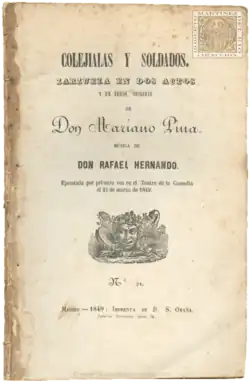 COLEJIALAS Y SOLDADOS,
ZARZUELA EN DOS ACTOS
Y EN VERSO, ORIGINAL
DE
Don Mariano Pina.
MÚSICA DE
DON RAFAEL HERNANDO.
Ejecutada por primera vez en el Teatro de la Comedia
el 21 de marzo de 1849.
N.º 21.
MADRID.—1849: IMPRENTA DE D. S. OMAÑA,